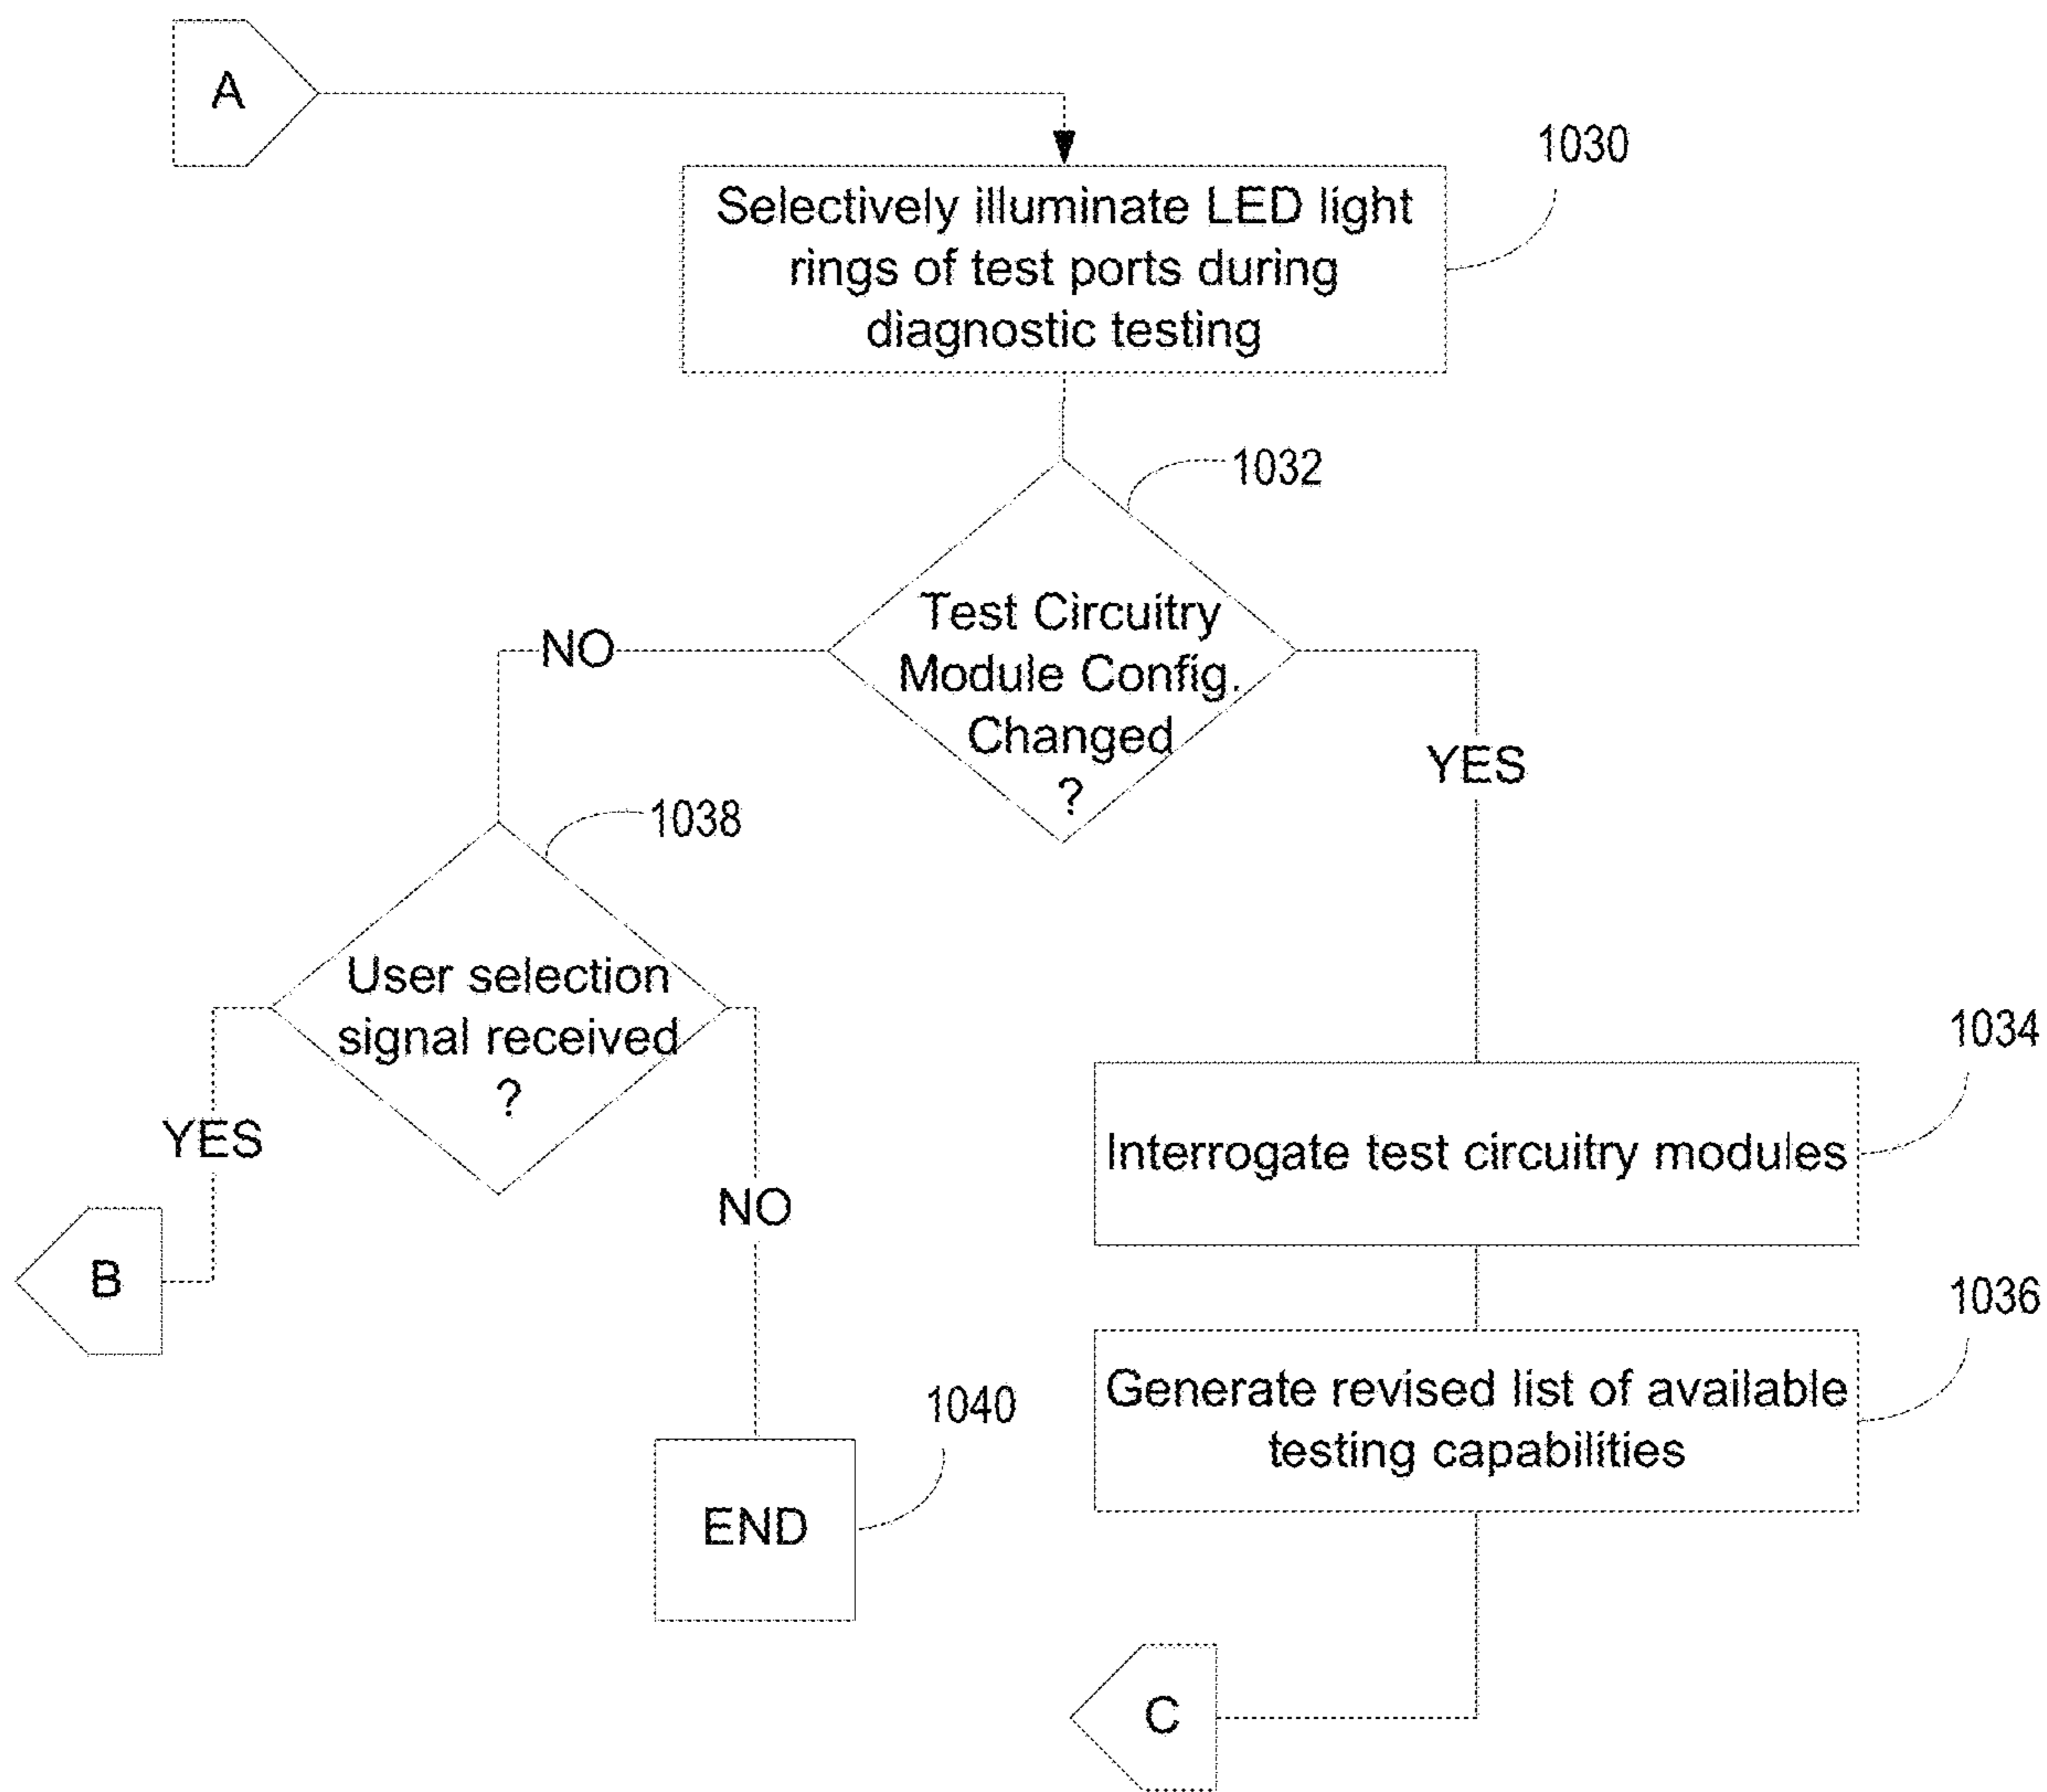 A
1030
Selectively illuminate LED light
rings of test ports during
diagnostic testing
1032
Test Circuitry
Module Config.
Changed
?
NO
YES
1038
User selection
signal received
?
YES
NO
B
1034
Interrogate test circuitry modules
1036
Generate revised list of available
testing capabilities
1040
END
C